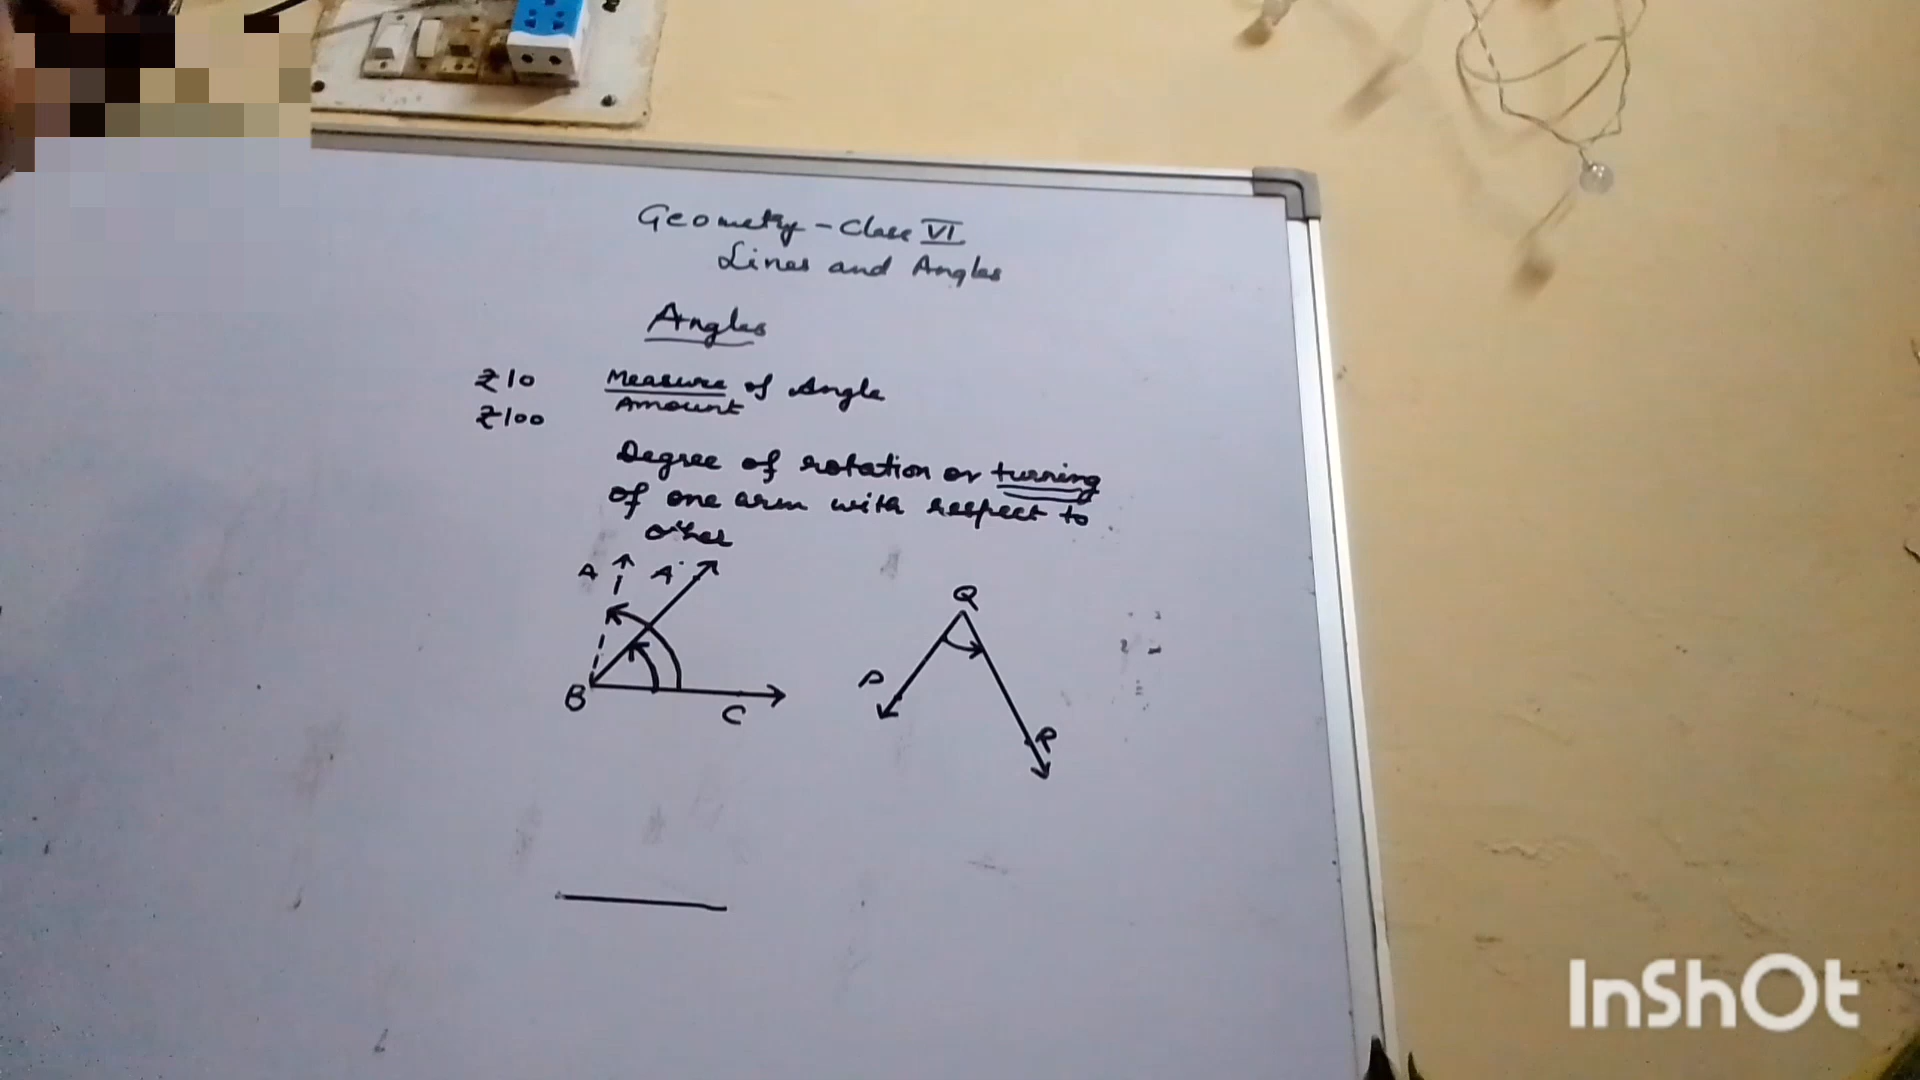 Geometry - Class VI
Lines and Angles
Angles
₹10 Measure of Angle
₹100 Amount
Degree of rotation or turning
of one arm with respect to
other
A A'
B C
Q
P
R
InShOt